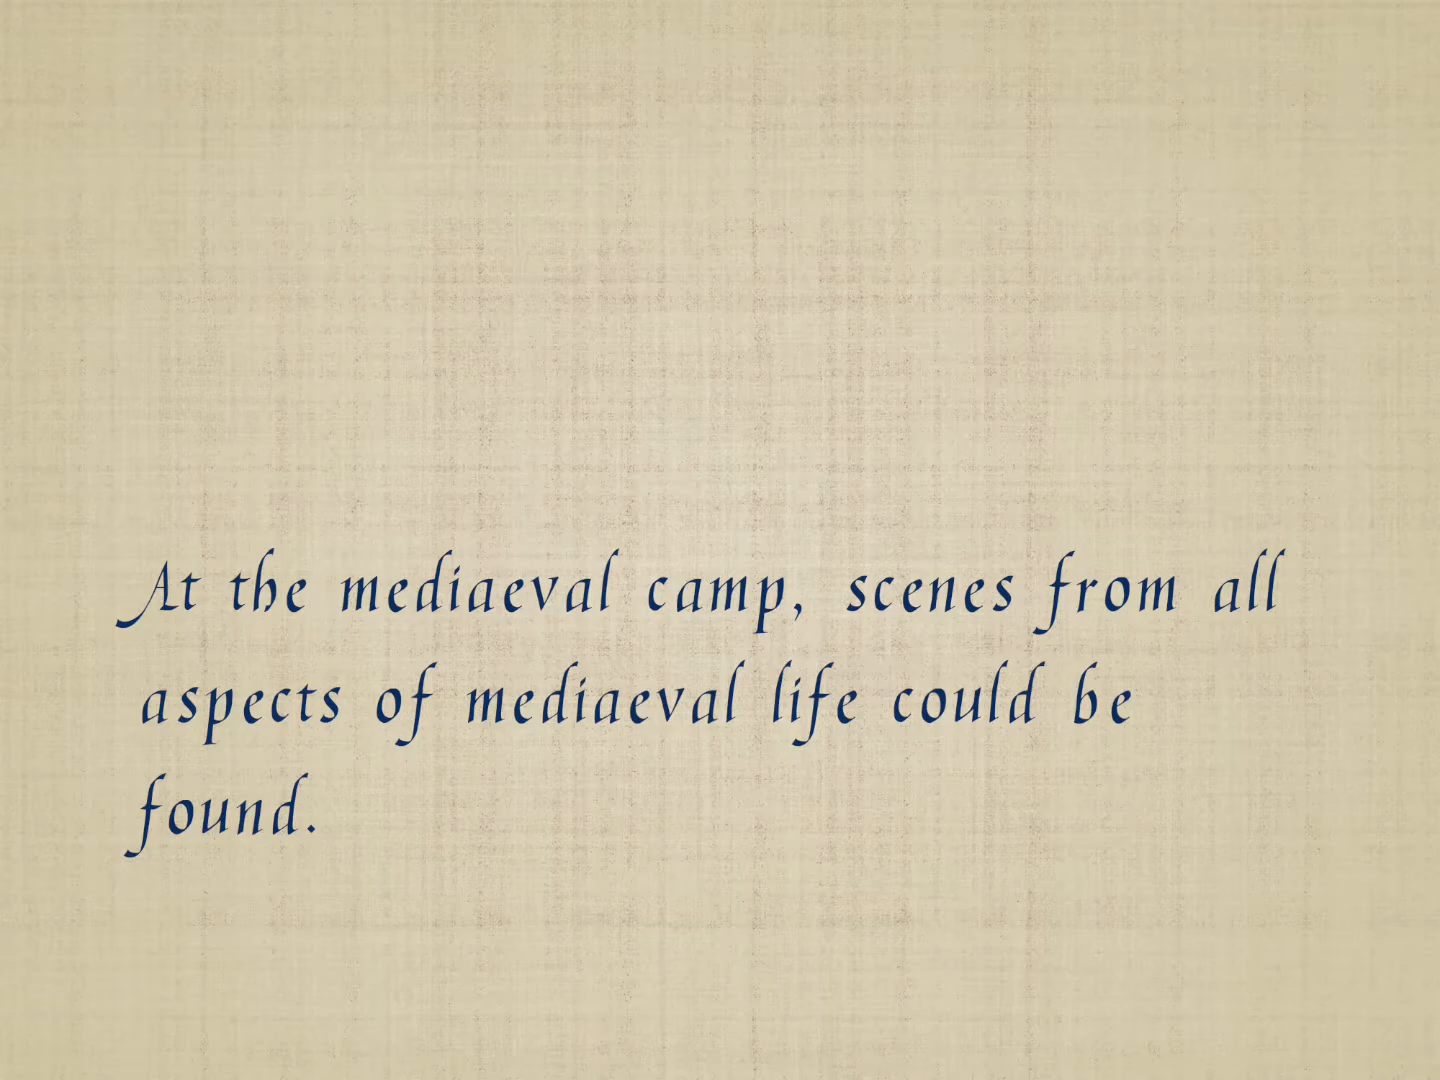 At the mediaeval camp, scenes from all
aspects of mediaeval life could be
found.